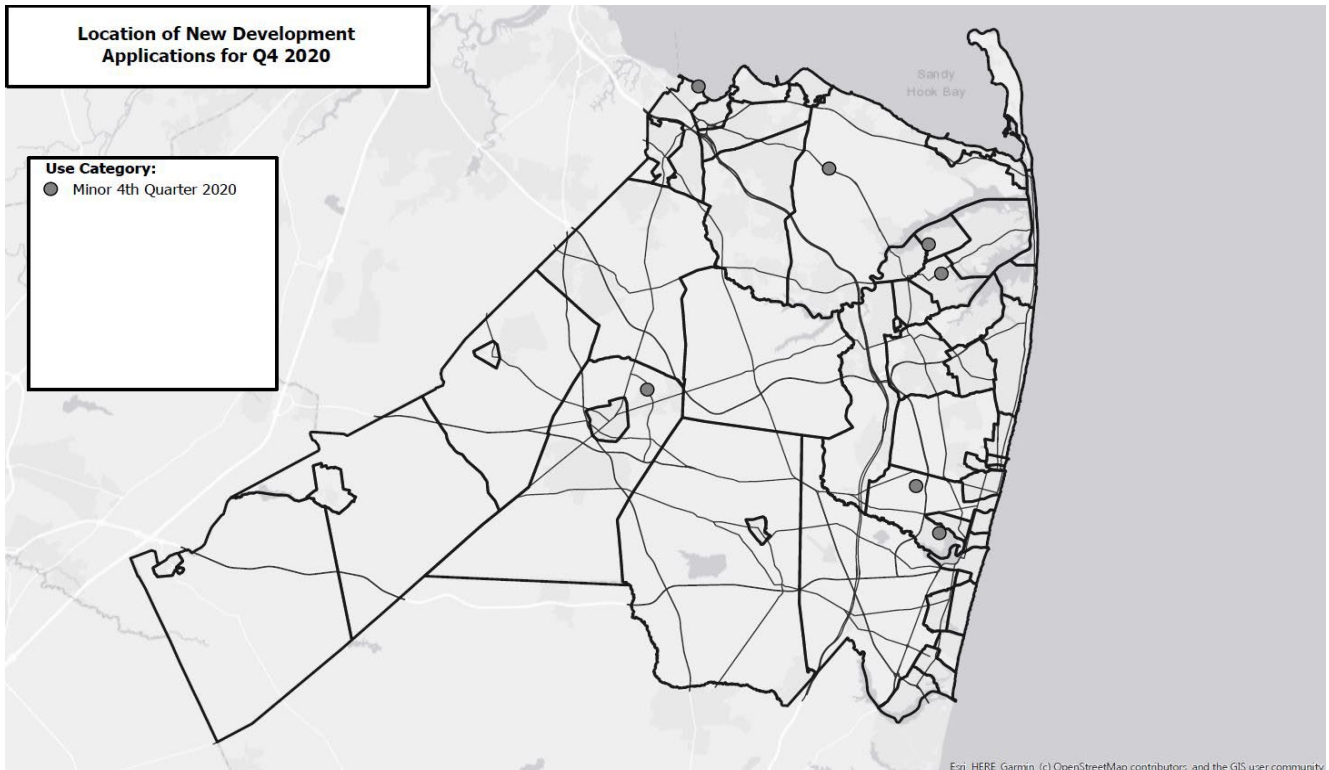 Location of New Development
Applications for Q4 2020
Sandy
Hook Bay
Use Category:
Minor 4th Quarter 2020
Esri, HERE, Garmin, (c) OpenStreetMap contributors, and the GIS user community